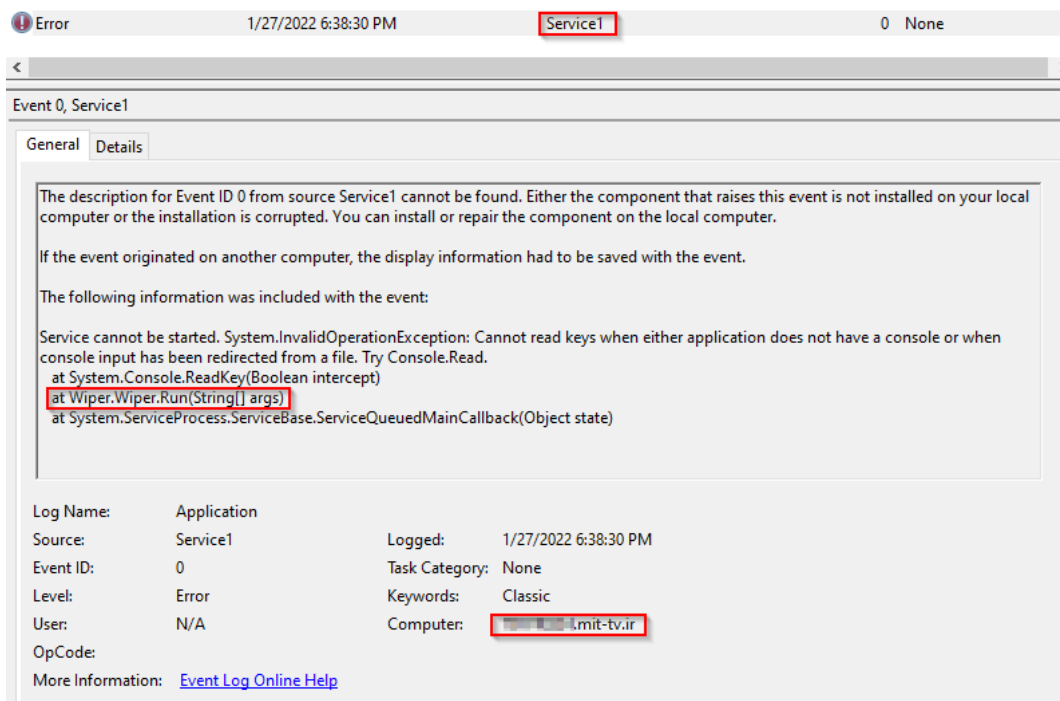 Error 1/27/2022 6:38:30 PM Service1 0 None
Event 0, Service1
General Details
The description for Event ID 0 from source Service1 cannot be found. Either the component that raises this event is not installed on your local
computer or the installation is corrupted. You can install or repair the component on the local computer.
If the event originated on another computer, the display information had to be saved with the event.
The following information was included with the event:
Service cannot be started. System.InvalidOperationException: Cannot read keys when either application does not have a console or when
console input has been redirected from a file. Try Console.Read.
at System.Console.ReadKey(Boolean intercept)
at Wiper.Wiper.Run(String[] args)
at System.ServiceProcess.ServiceBase.ServiceQueuedMainCallback(Object state)
Log Name: Application
Source: Service1 Logged: 1/27/2022 6:38:30 PM
Event ID: 0 Task Category: None
Level: Error Keywords: Classic
User: N/A Computer: .mit-tv.ir
OpCode:
More Information: Event Log Online Help